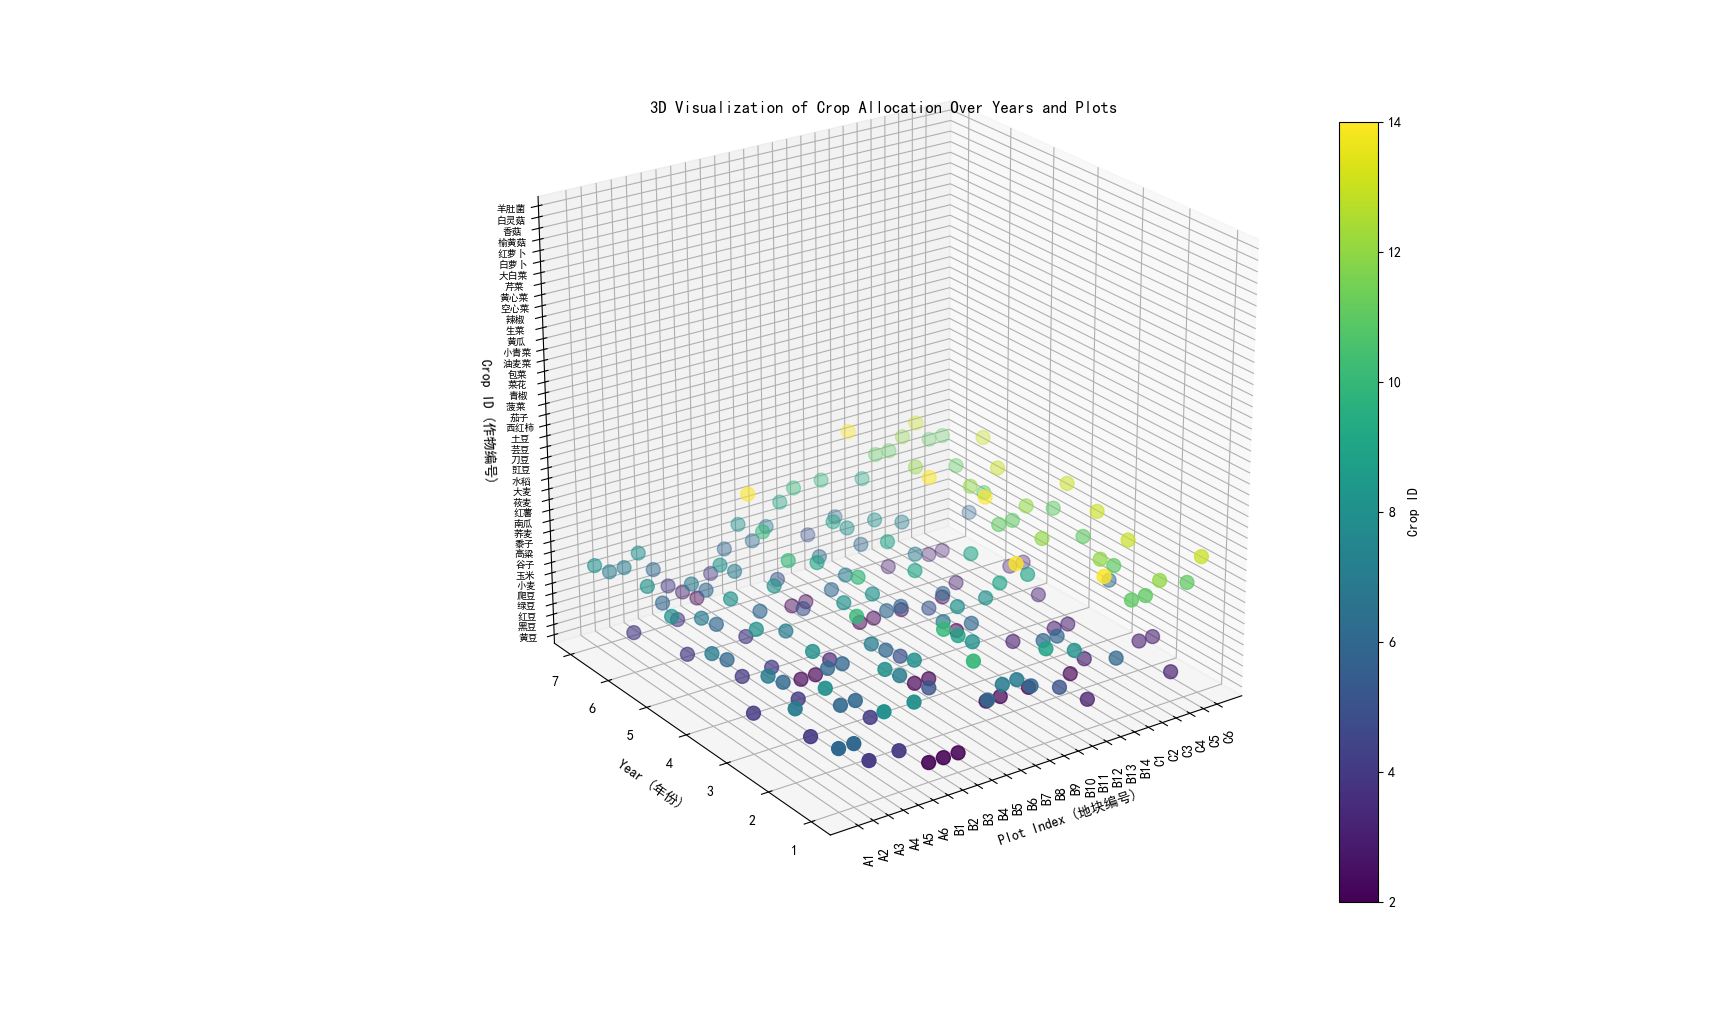 3D Visualization of Crop Allocation Over Years and Plots
羊肚菌
白灵菇
香菇
榆黄菇
红萝卜
白萝卜
大白菜
芹菜
黄心菜
空心菜
辣椒
生菜
黄瓜
小青菜
油麦菜
包菜
菜花
青椒
菠菜
茄子
西红柿
土豆
芸豆
刀豆
豇豆
水稻
大麦
莜麦
红薯
南瓜
荞麦
黍子
高粱
谷子
玉米
小麦
爬豆
绿豆
红豆
黑豆
黄豆
Crop ID (作物编号)
7
6
5
4
3
2
1
Year (年份)
A1
A2
A3
A4
A5
A6
B1
B2
B3
B4
B5
B6
B7
B8
B9
B10
B11
B12
B13
B14
C1
C2
C3
C4
C5
C6
Plot Index (地块编号)
14
12
10
8
6
4
2
Crop ID